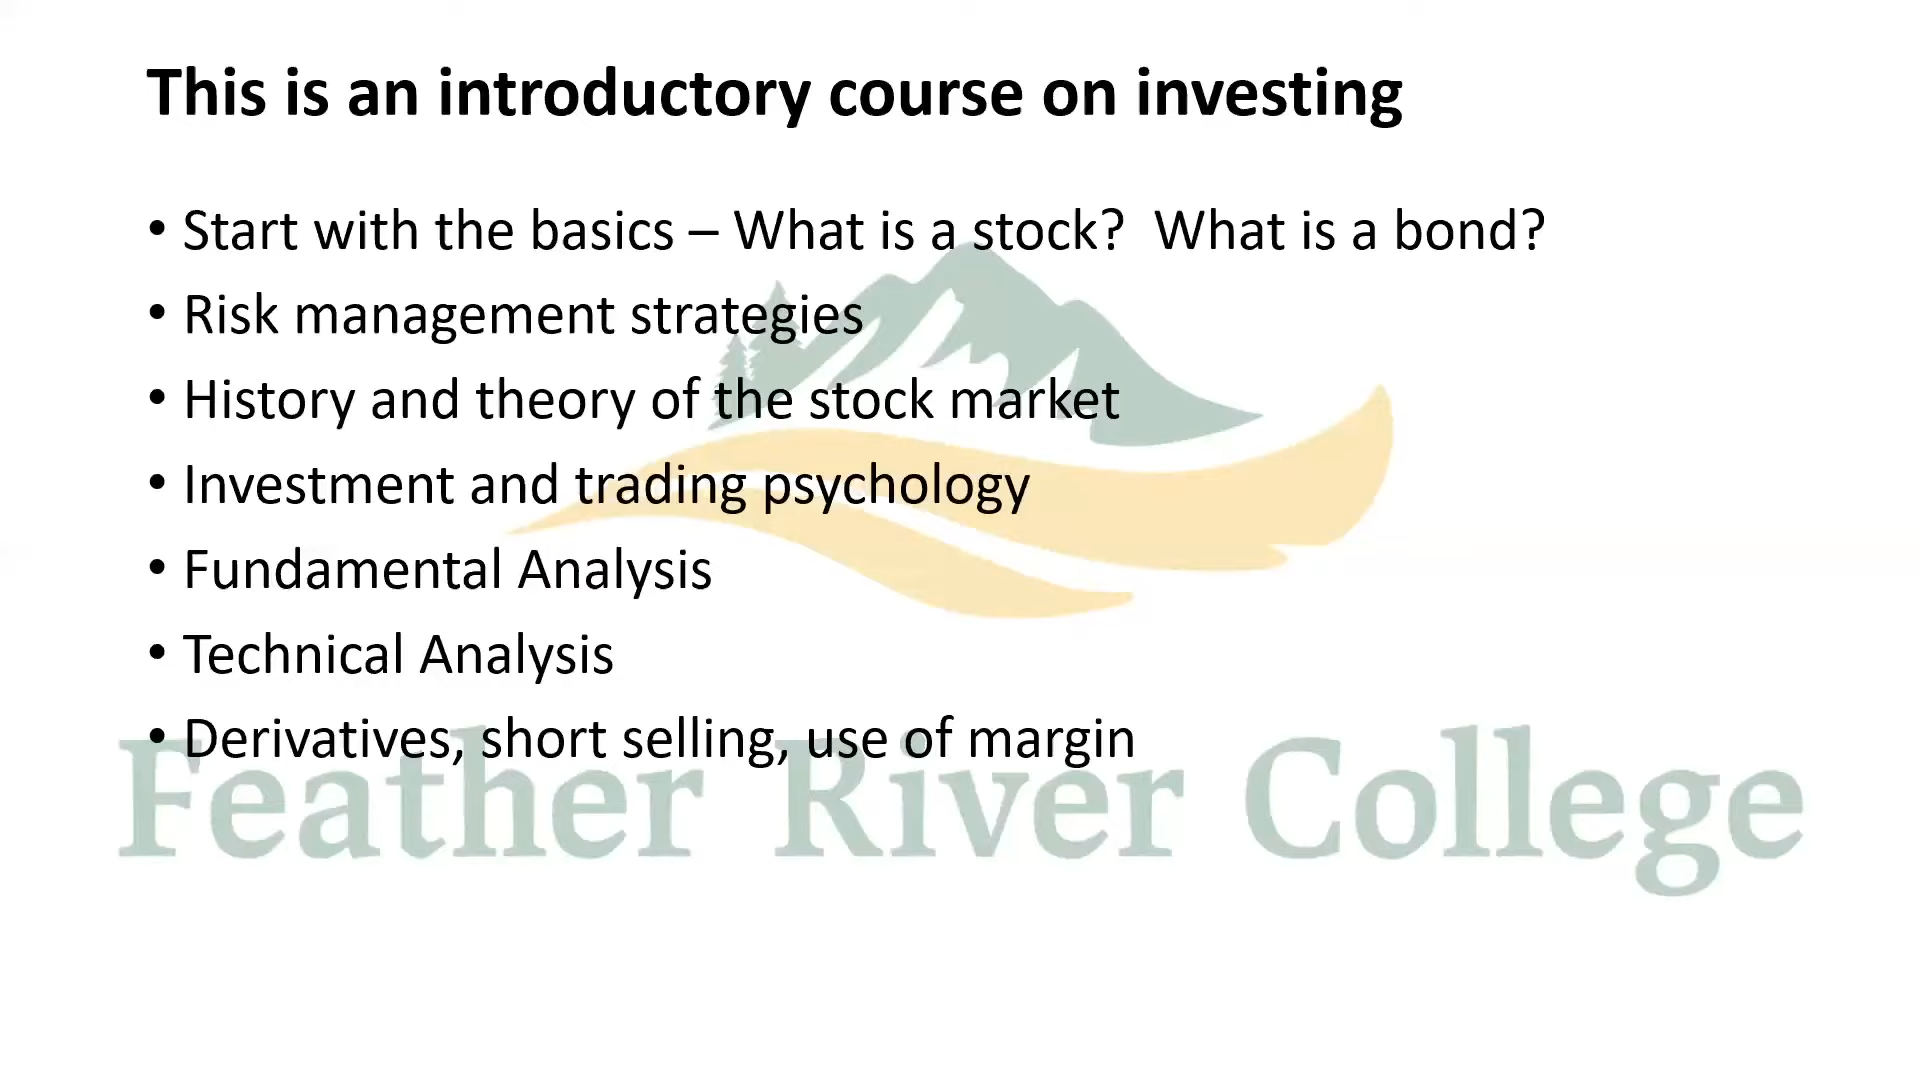 This is an introductory course on investing
• Start with the basics – What is a stock?  What is a bond?
• Risk management strategies
• History and theory of the stock market
• Investment and trading psychology
• Fundamental Analysis
• Technical Analysis
• Derivatives, short selling, use of margin
Feather River College